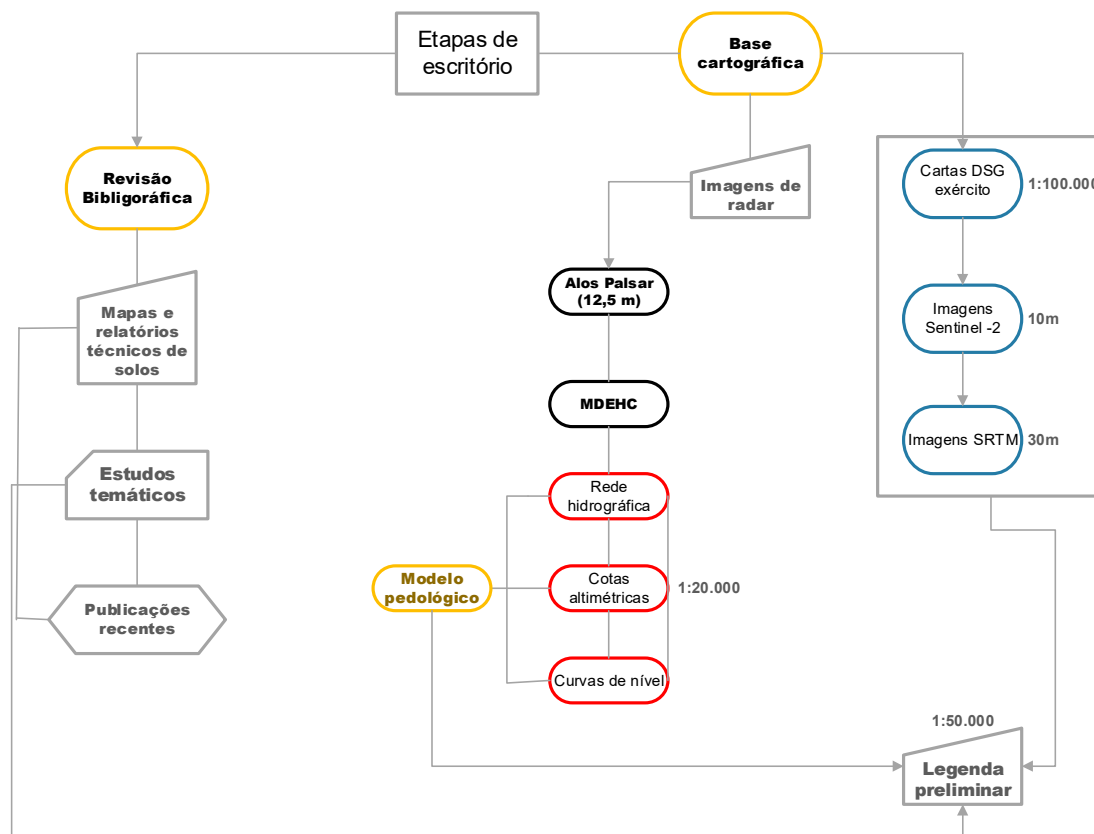 Etapas de
escritório
Base
cartográfica
Revisão
Bibligoráfica
Mapas e
relatórios
técnicos de
solos
Estudos
temáticos
Publicações
recentes
Imagens de
radar
Alos Palsar
(12,5 m)
MDEHC
Rede
hidrográfica
Cotas
altimétricas
1:20.000
Curvas de nível
Modelo
pedológico
Cartas DSG
exército
1:100.000
Imagens
Sentinel -2
10m
Imagens SRTM
30m
1:50.000
Legenda
preliminar